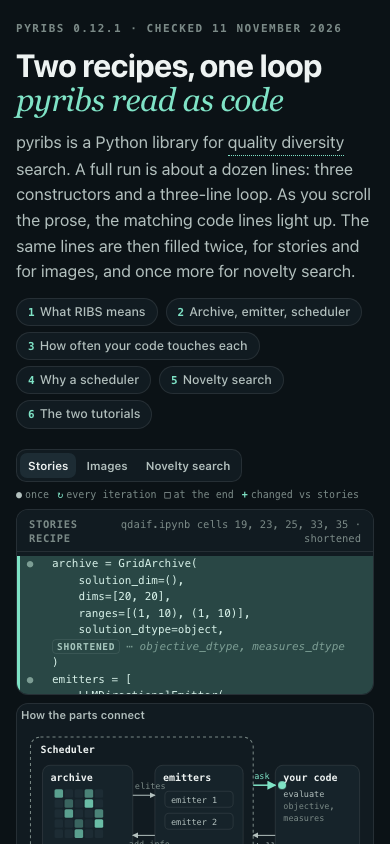 PYRIBS 0.12.1 · CHECKED 11 NOVEMBER 2026
Two recipes, one loop
pyribs read as code
pyribs is a Python library for quality diversity
search. A full run is about a dozen lines: three
constructors and a three-line loop. As you scroll
the prose, the matching code lines light up. The
same lines are then filled twice, for stories and
for images, and once more for novelty search.
1 What RIBS means
2 Archive, emitter, scheduler
3 How often your code touches each
4 Why a scheduler
5 Novelty search
6 The two tutorials
Stories Images Novelty search
● once ↻ every iteration □ at the end + changed vs stories
STORIES RECIPE
qdaif.ipynb cells 19, 23, 25, 33, 35 · shortened
archive = GridArchive(
solution_dim=(),
dims=[20, 20],
ranges=[(1, 10), (1, 10)],
solution_dtype=object,
SHORTENED ⋯ objective_dtype, measures_dtype
)
emitters = [
LLMDirectionalEmitter(
How the parts connect
Scheduler
archive
emitters
ask
your code
elites
emitter 1
emitter 2
evaluate
objective,
measures
add info